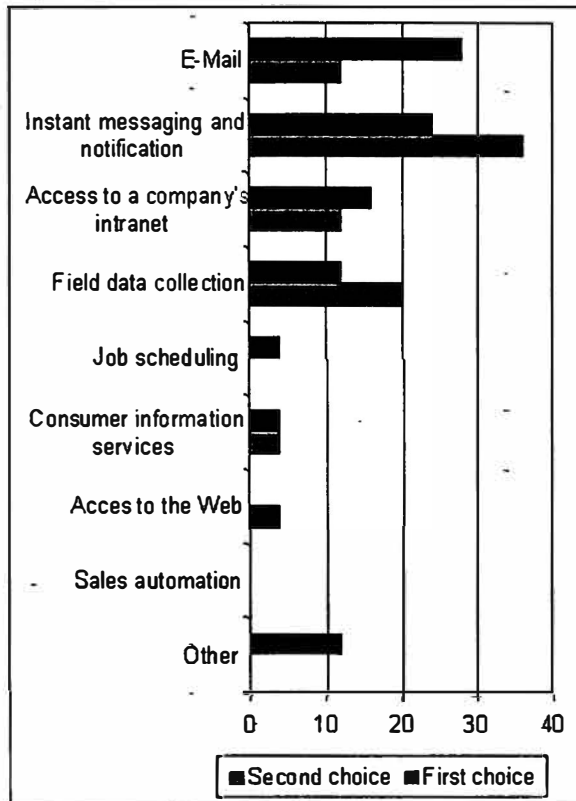 E-Mail
Instant messaging and
notification
Access to a company's
intranet
Field data collection
Job scheduling
Consumer information
services
Acces to the Web
Sales automation
Other
0 10 20 30 40
Second choice First choice